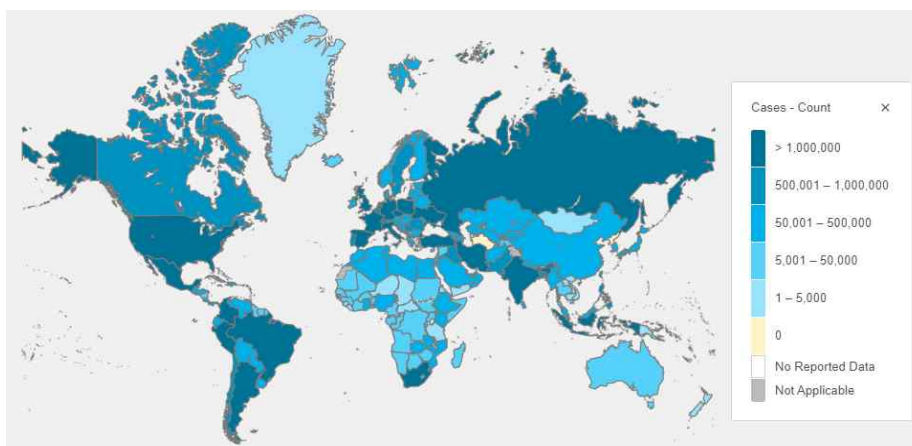 Cases - Count ×
> 1,000,000
500,001 – 1,000,000
50,001 – 500,000
5,001 – 50,000
1 – 5,000
0
No Reported Data
Not Applicable